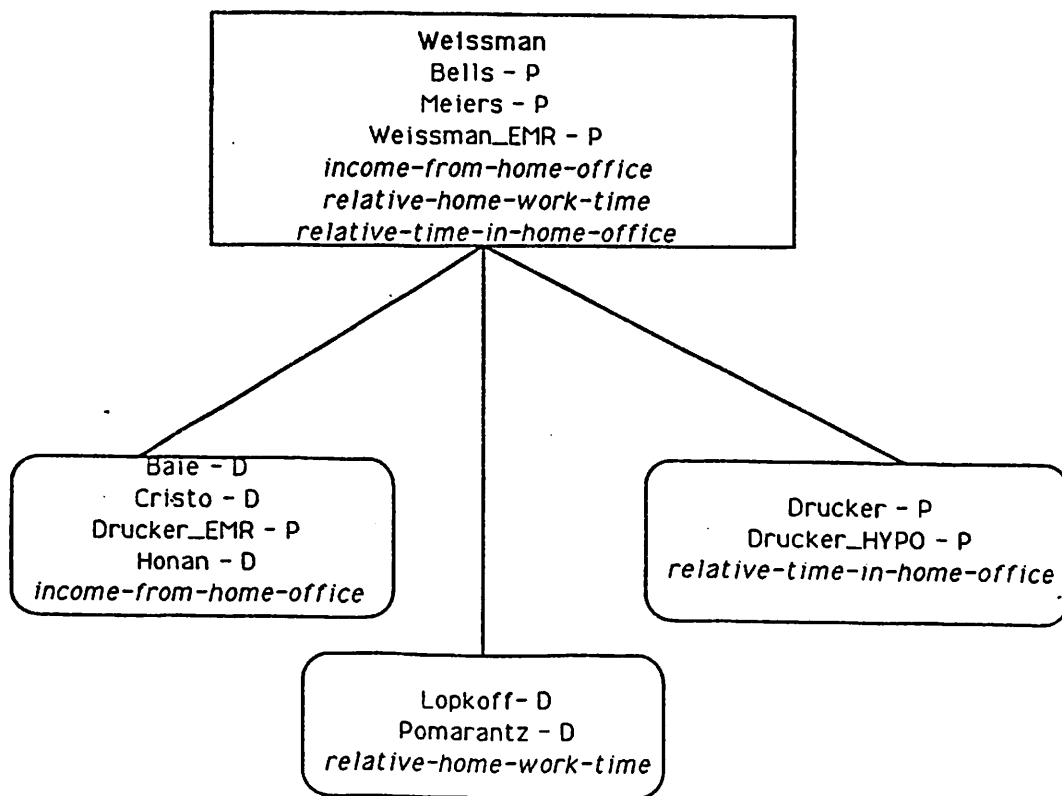 Weissman
Bells - P
Meiers - P
Weissman_EMR - P
income-from-home-office
relative-home-work-time
relative-time-in-home-office
Baie - D
Cristo - D
Drucker_EMR - P
Honan - D
income-from-home-office
Drucker - P
Drucker_HYPO - P
relative-time-in-home-office
Lopkoff- D
Pomarantz - D
relative-home-work-time